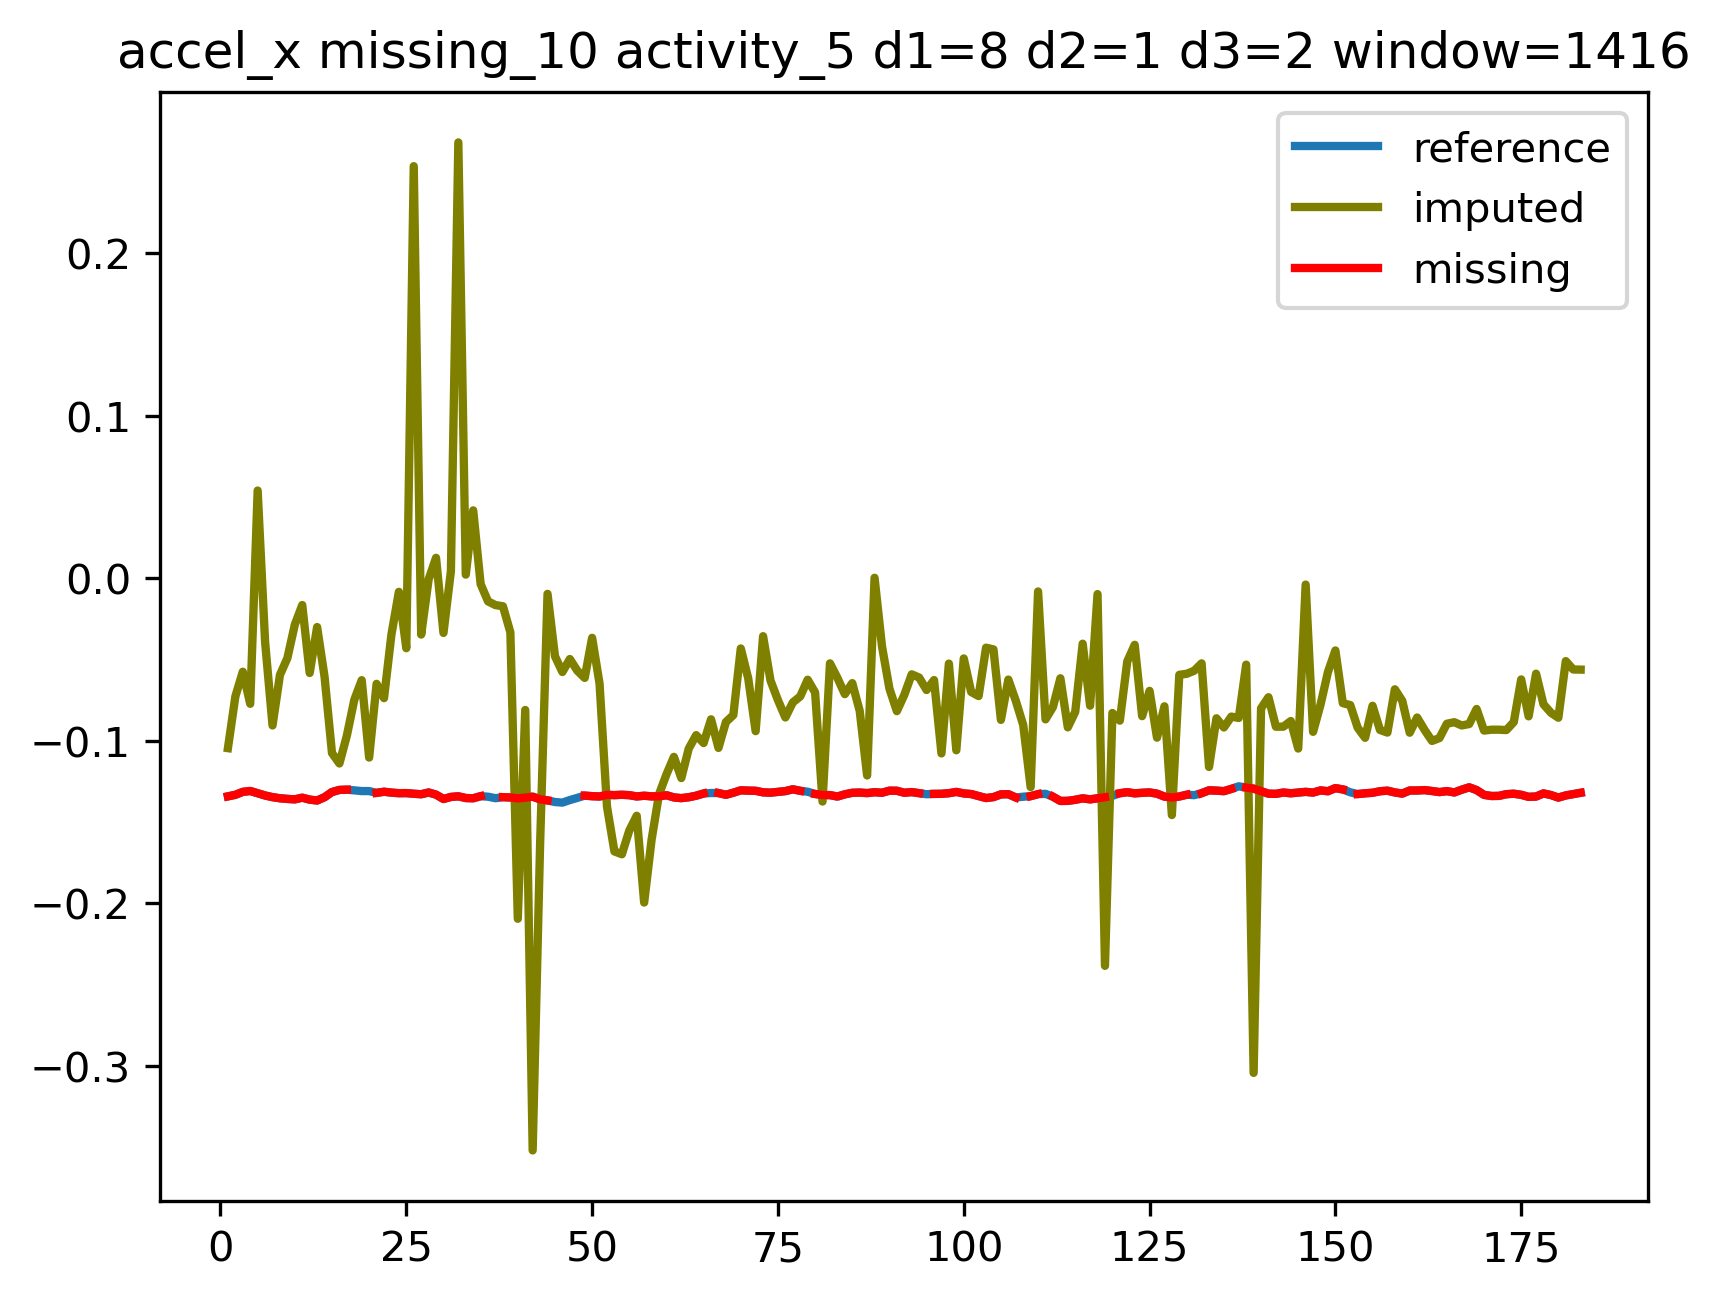 accel_x missing_10 activity_5 d1=8 d2=1 d3=2 window=1416
reference
imputed
missing
0.2
0.1
0.0
−0.1
−0.2
−0.3
0 25 50 75 100 125 150 175